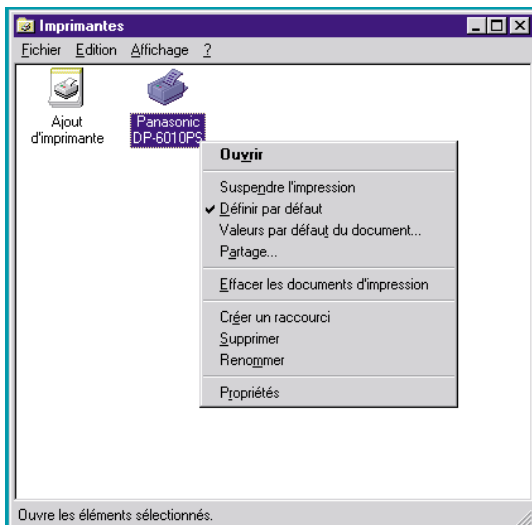 Imprimantes
Fichier Edition Affichage ?
Ajout
d'imprimante
Panasonic
DP-6010PS
Ouvrir
Suspendre l'impression
Définir par défaut
Valeurs par défaut du document...
Partage...
Effacer les documents d'impression
Créer un raccourci
Supprimer
Renommer
Propriétés
Ouvre les éléments sélectionnés.